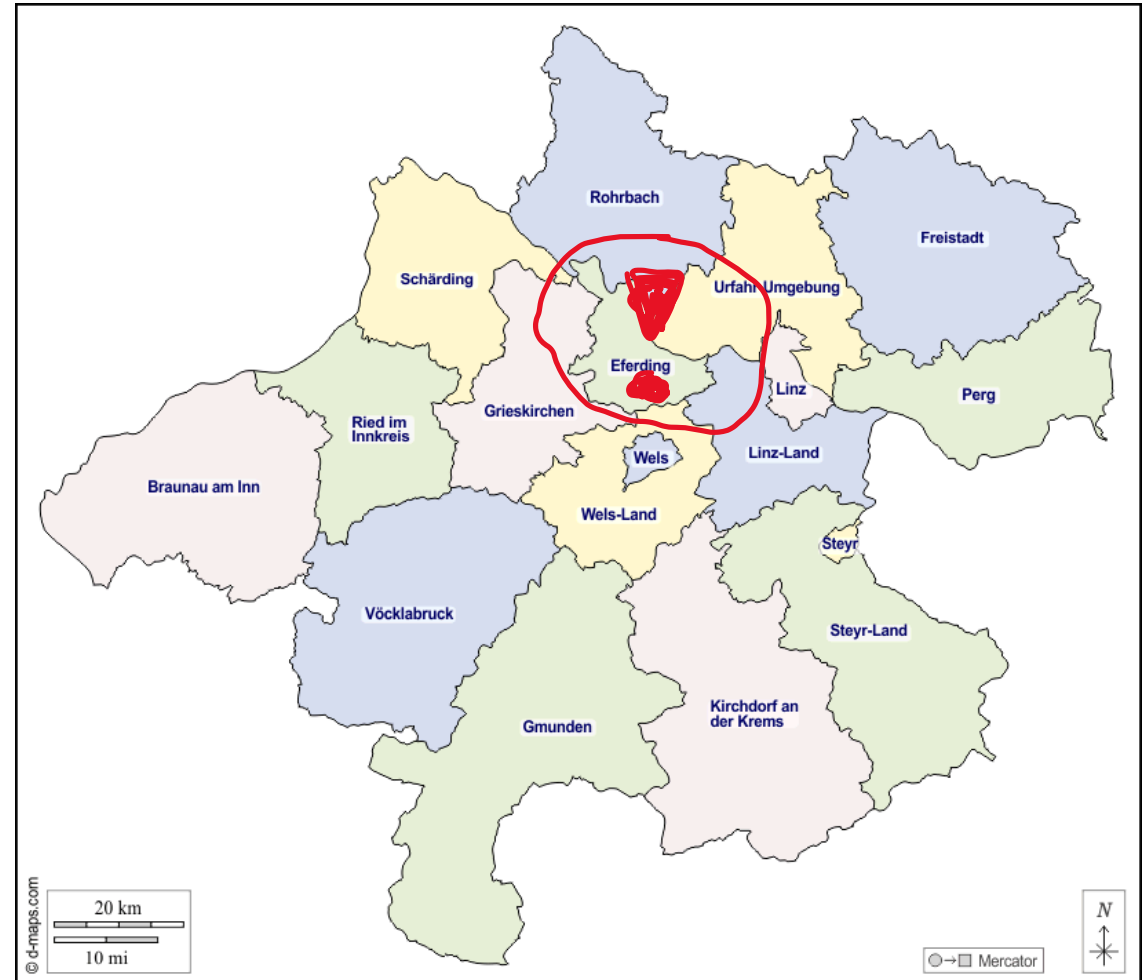 Rohrbach
Freistadt
Schärding
Urfahr-Umgebung
Eferding
Linz
Perg
Grieskirchen
Ried im
Innkreis
Wels
Linz-Land
Braunau am Inn
Wels-Land
Steyr
Vöcklabruck
Steyr-Land
Kirchdorf an
der Krems
Gmunden
© d-maps.com
20 km
10 mi
N
Mercator